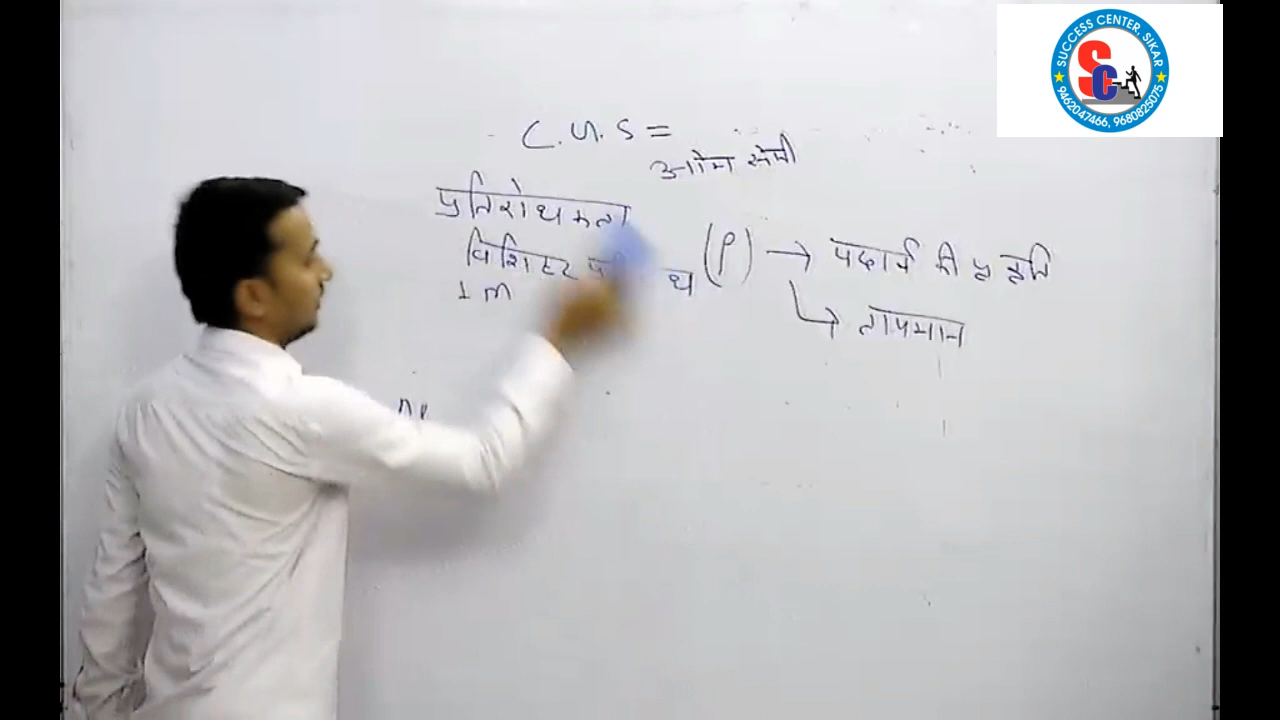 SUCCESS CENTER, SIKAR
SC
9462047466, 9680825075
C.G.S =
ओम सेमी
प्रतिरोधकता
विशिष्ट
(ρ) → पदार्थ की प्रकृति
→ तापमान
1 m